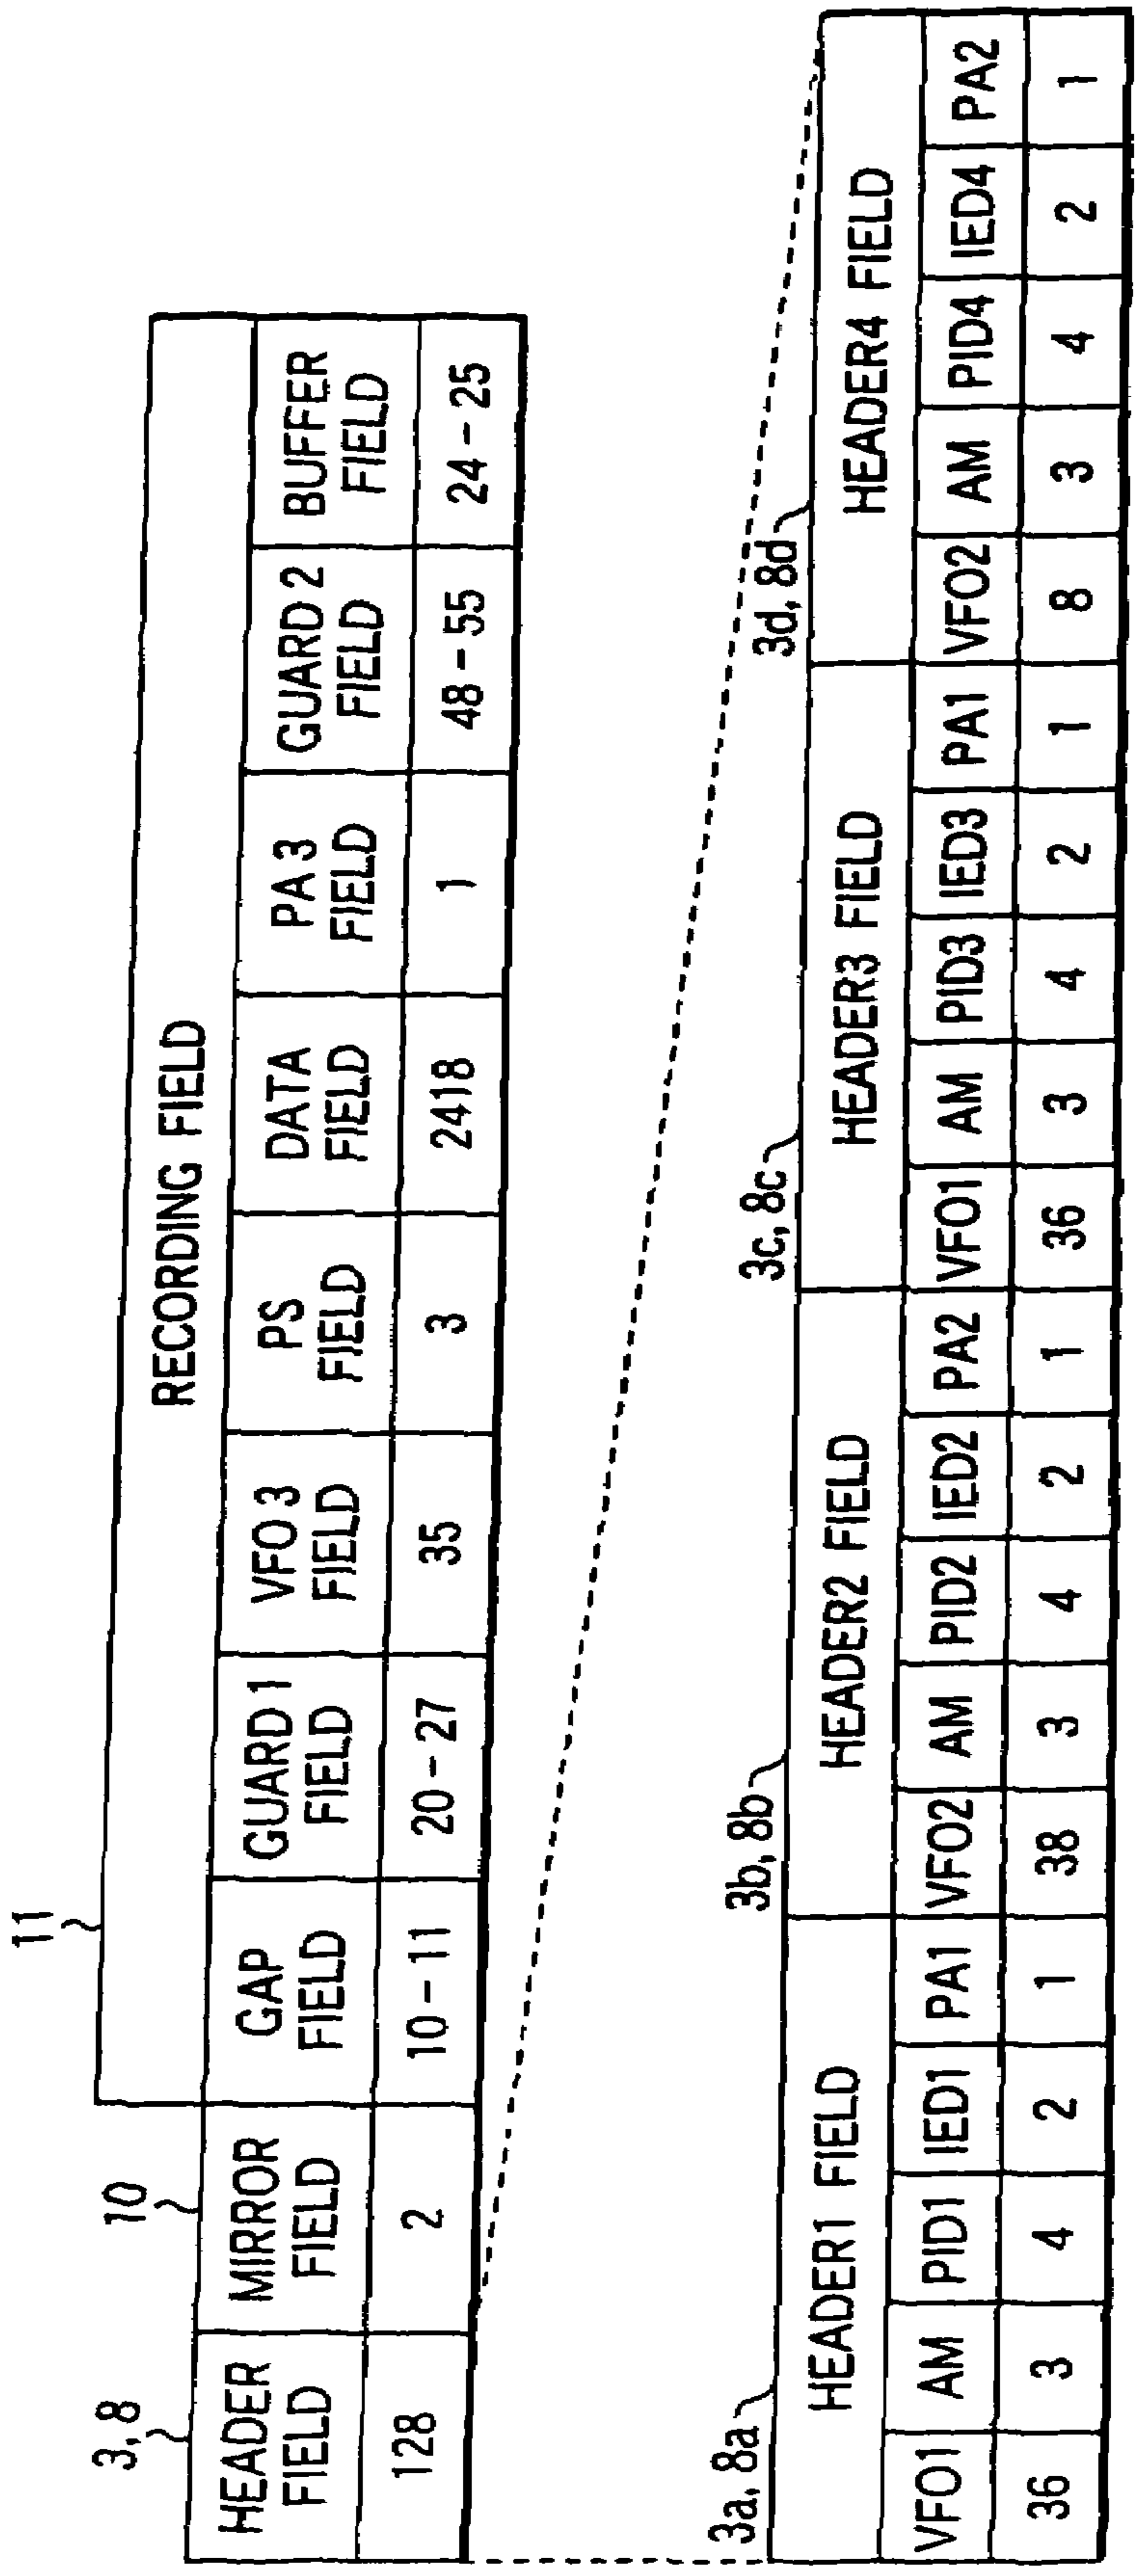 11
RECORDING FIELD
3, 8
10
HEADER FIELD
MIRROR FIELD
GAP FIELD
GUARD 1 FIELD
VFO 3 FIELD
PS FIELD
DATA FIELD
PA 3 FIELD
GUARD 2 FIELD
BUFFER FIELD
128
2
10 – 11
20 – 27
35
3
2418
1
48 – 55
24 – 25
3a, 8a
3b, 8b
3c, 8c
3d, 8d
HEADER1 FIELD
HEADER2 FIELD
HEADER3 FIELD
HEADER4 FIELD
VFO1 AM PID1 IED1 PA1 VFO2 AM PID2 IED2 PA2 VFO1 AM PID3 IED3 PA1 VFO2 AM PID4 IED4 PA2
36 3 4 2 1 38 3 4 2 1 36 3 4 2 1 8 3 4 2 1